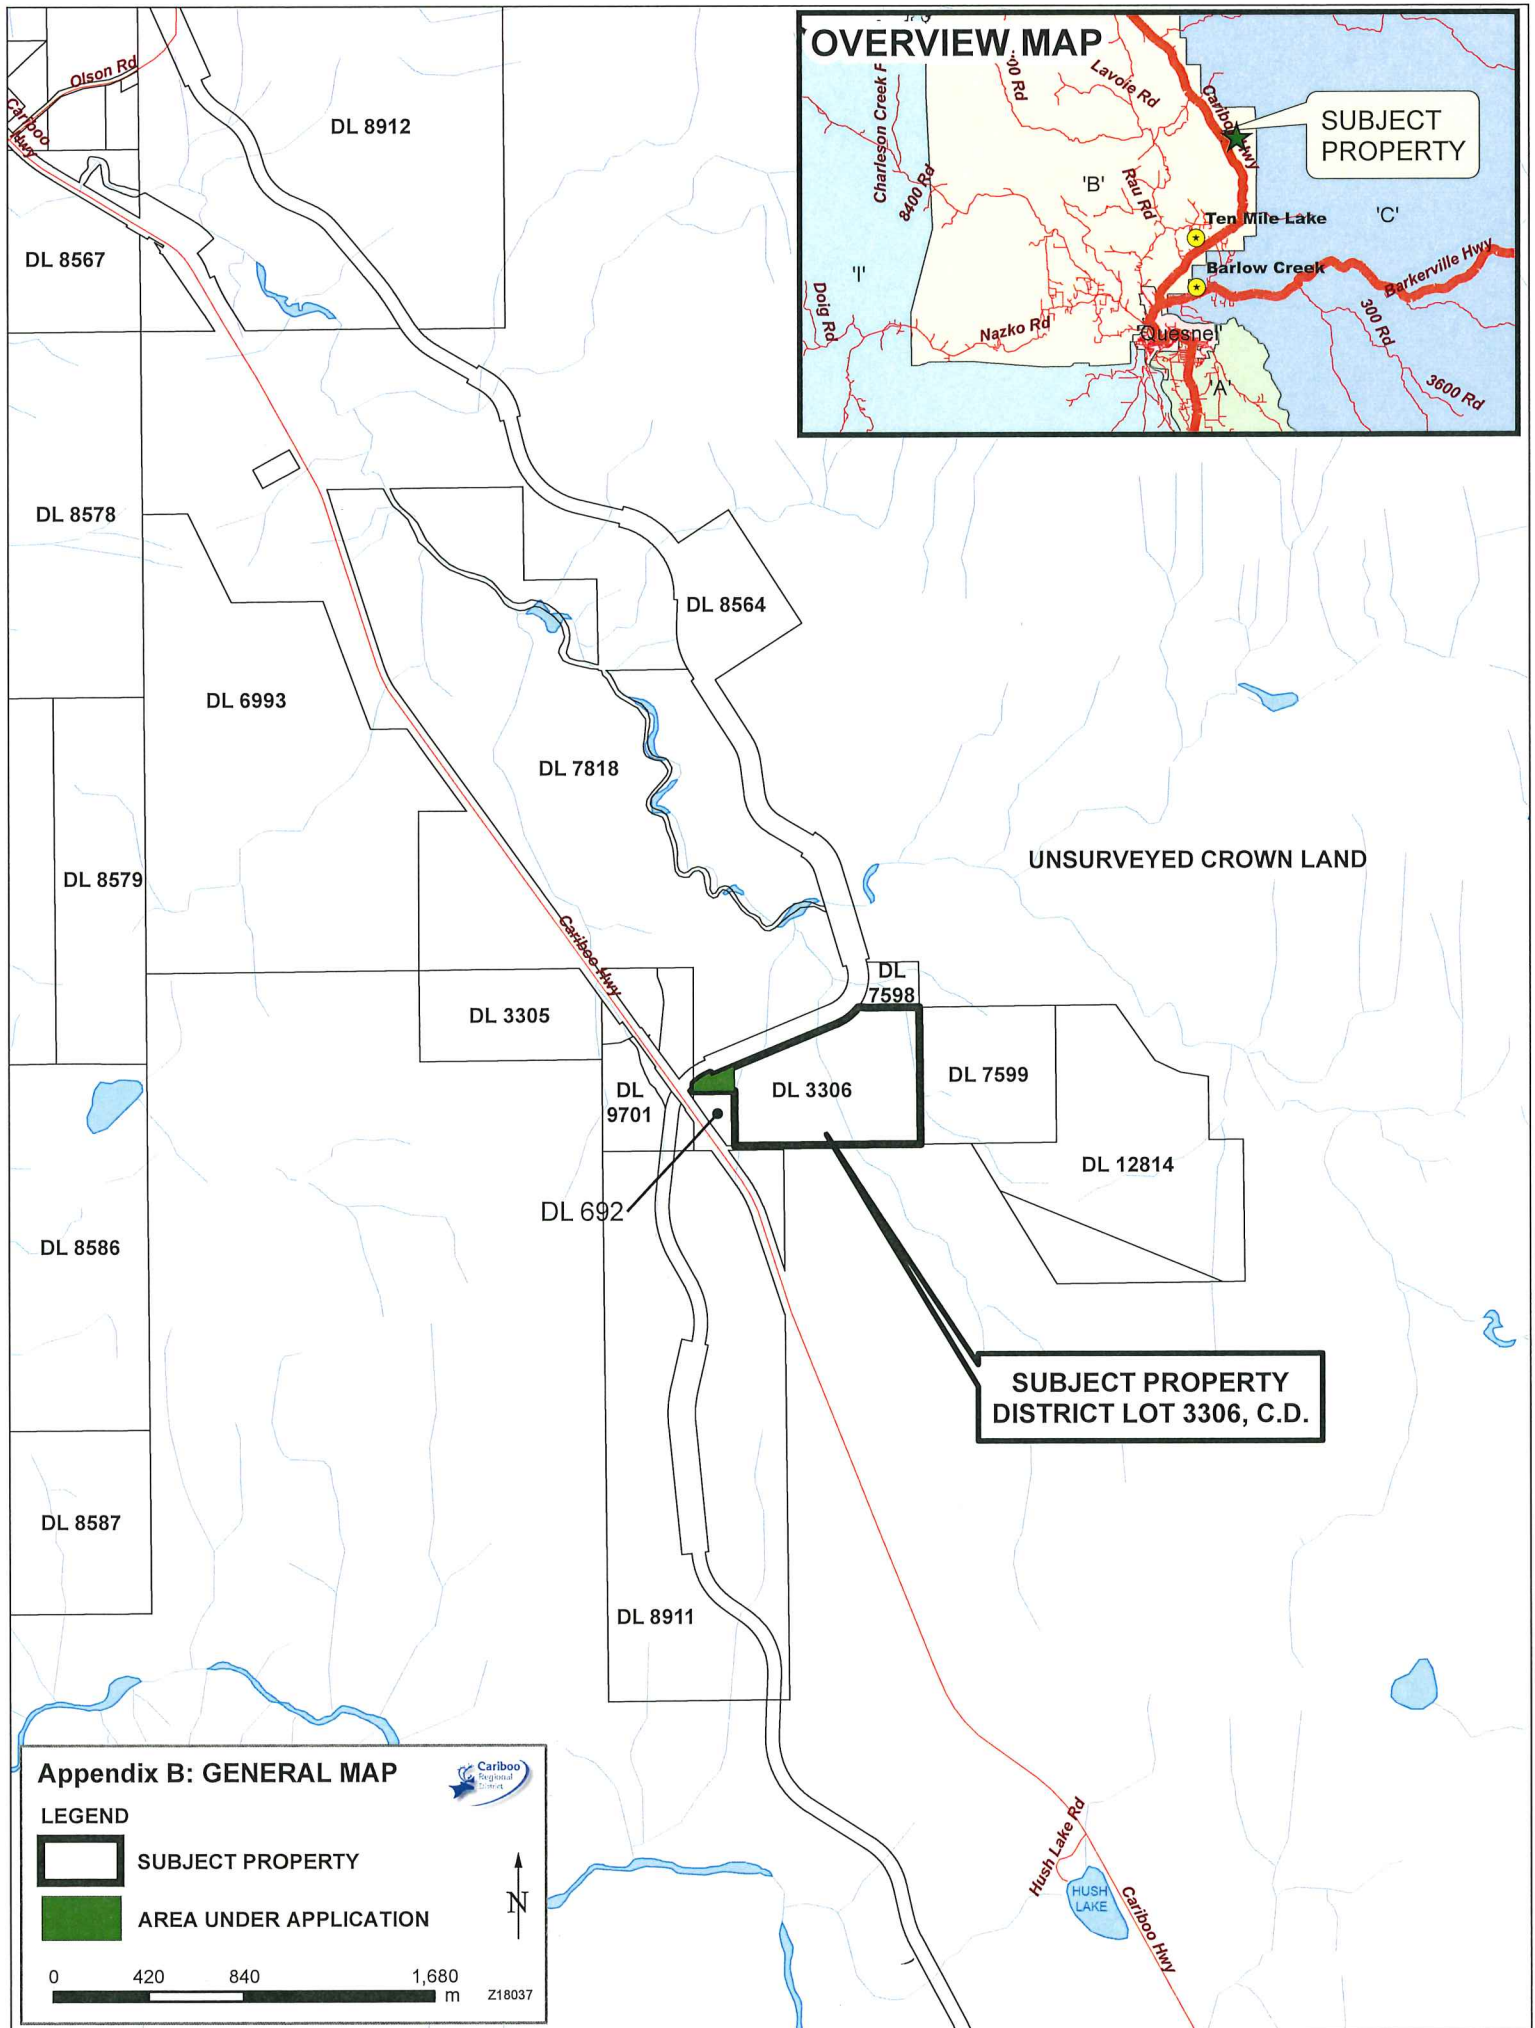 OVERVIEW MAP
Charleson Creek F
8400 Rd
00 Rd
Lavoie Rd
Cariboo Hwy
SUBJECT
PROPERTY
'B'
Rau Rd
'C'
Ten Mile Lake
Barlow Creek
Barkerville Hwy
'I'
Doig Rd
Nazko Rd
'Quesnel'
300 Rd
3600 Rd
'A'
Olson Rd
Cariboo
Hwy
DL 8912
DL 8567
DL 8578
DL 8564
DL 6993
DL 7818
DL 8579
UNSURVEYED CROWN LAND
Cariboo Hwy
DL
7598
DL 3305
DL 7599
DL 3306
DL
9701
DL 12814
DL 692
DL 8586
SUBJECT PROPERTY
DISTRICT LOT 3306, C.D.
DL 8587
DL 8911
Hush Lake Rd
HUSH
LAKE
Cariboo Hwy
Appendix B: GENERAL MAP
Cariboo
Regional
District
LEGEND
SUBJECT PROPERTY
AREA UNDER APPLICATION
N
0 420 840 1,680
m
Z18037